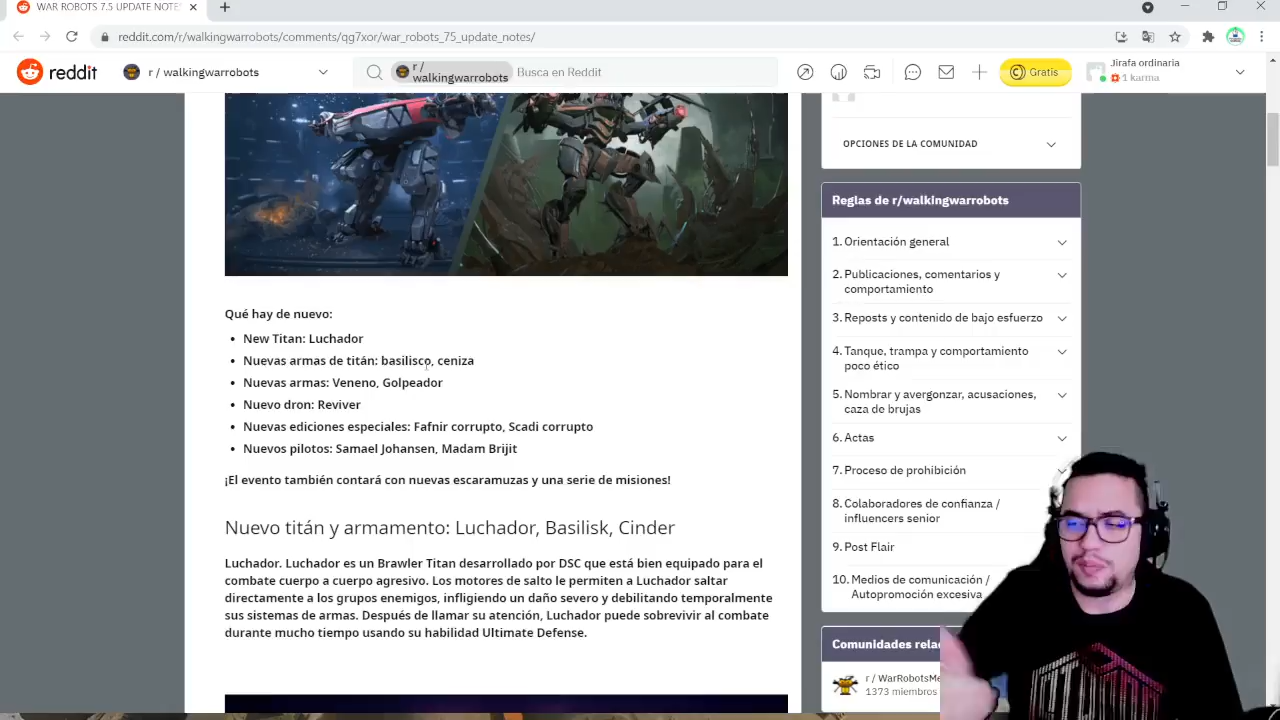 WAR ROBOTS 7.5 UPDATE NOTE
reddit.com/r/walkingwarrobots/comments/qg7xor/war_robots_75_update_notes/
reddit
r / walkingwarrobots
r /
walkingwarrobots
Busca en Reddit
Gratis
Jirafa ordinaria
1 karma
OPCIONES DE LA COMUNIDAD
Qué hay de nuevo:
• New Titan: Luchador
• Nuevas armas de titán: basilisco, ceniza
• Nuevas armas: Veneno, Golpeador
• Nuevo dron: Reviver
• Nuevas ediciones especiales: Fafnir corrupto, Scadi corrupto
• Nuevos pilotos: Samael Johansen, Madam Brijit
¡El evento también contará con nuevas escaramuzas y una serie de misiones!
Nuevo titán y armamento: Luchador, Basilisk, Cinder
Luchador. Luchador es un Brawler Titan desarrollado por DSC que está bien equipado para el
combate cuerpo a cuerpo agresivo. Los motores de salto le permiten a Luchador saltar
directamente a los grupos enemigos, infligiendo un daño severo y debilitando temporalmente
sus sistemas de armas. Después de llamar su atención, Luchador puede sobrevivir al combate
durante mucho tiempo usando su habilidad Ultimate Defense.
Reglas de r/walkingwarrobots
1. Orientación general
2. Publicaciones, comentarios y
comportamiento
3. Reposts y contenido de bajo esfuerzo
4. Tanque, trampa y comportamiento
poco ético
5. Nombrar y avergonzar, acusaciones,
caza de brujas
6. Actas
7. Proceso de prohibición
8. Colaboradores de confianza /
influencers senior
9. Post Flair
10. Medios de comunicación /
Autopromoción excesiva
Comunidades rela
r / WarRobotsMe
1373 miembros